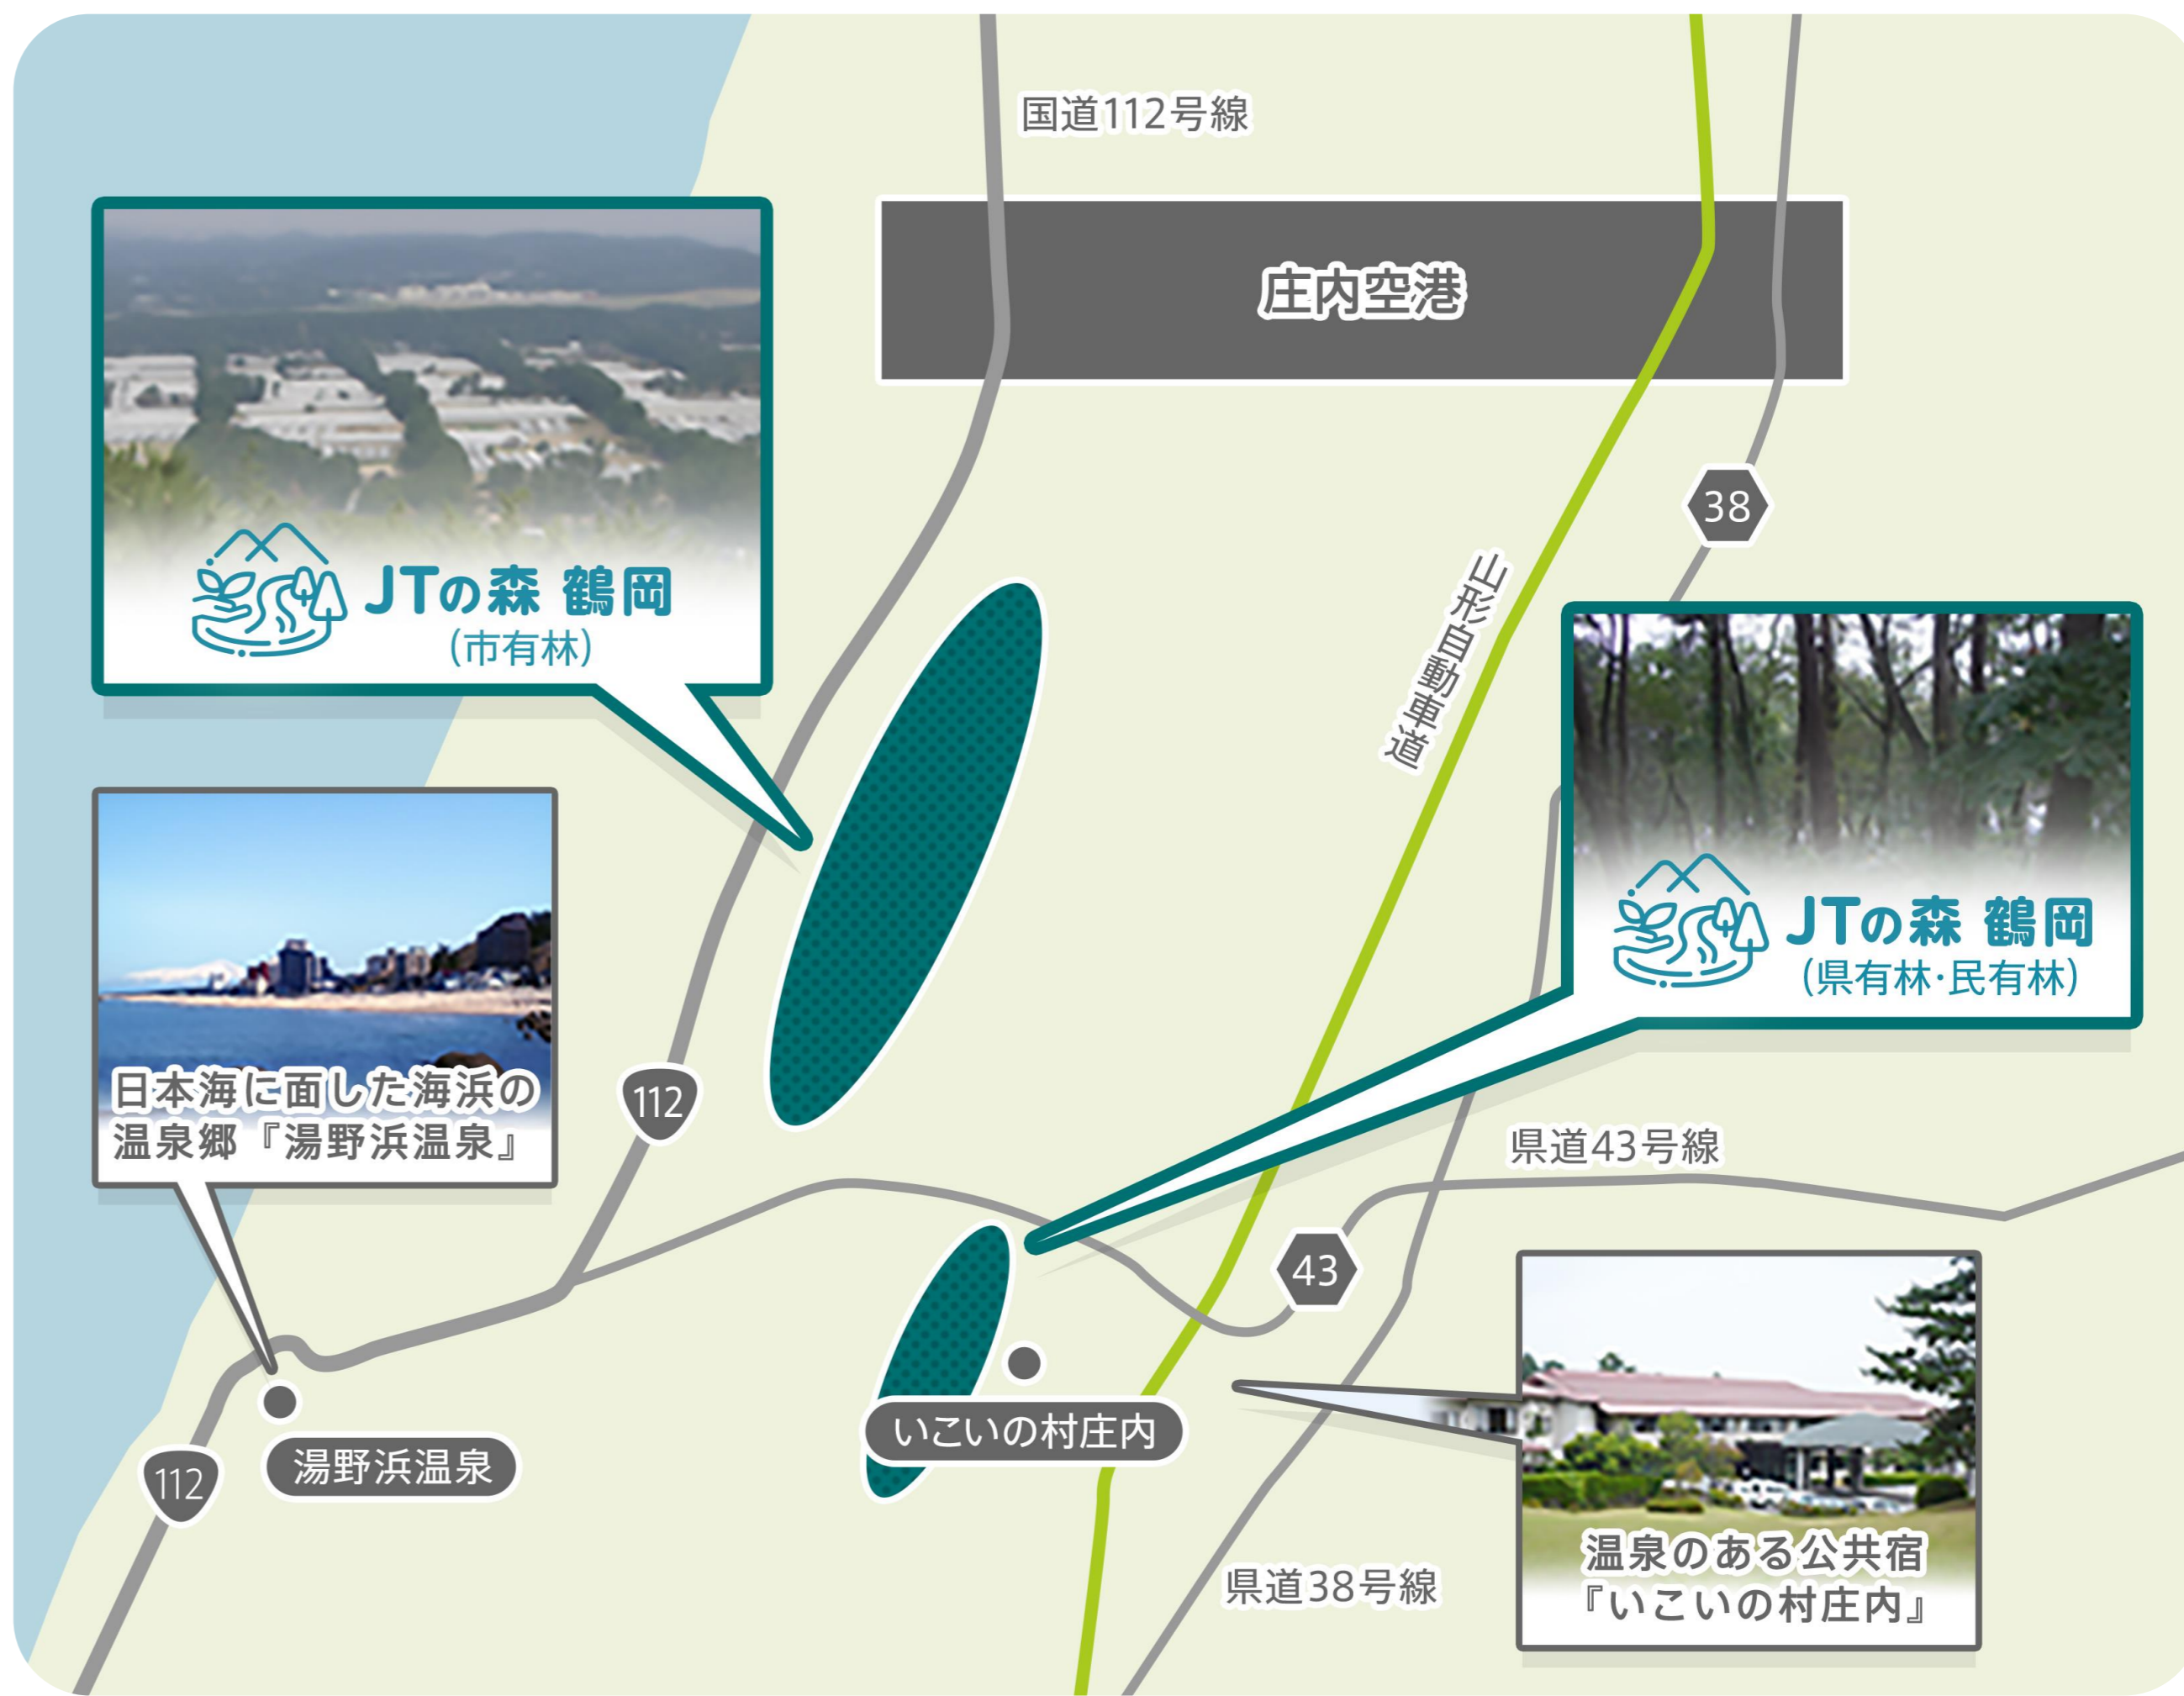 国道112号線
庄内空港
38
JTの森 鶴岡
(市有林)
山形自動車道
JTの森 鶴岡
(県有林・民有林)
日本海に面した海浜の
温泉郷『湯野浜温泉』
112
県道43号線
43
いこいの村庄内
湯野浜温泉
112
温泉のある公共宿
『いこいの村庄内』
県道38号線